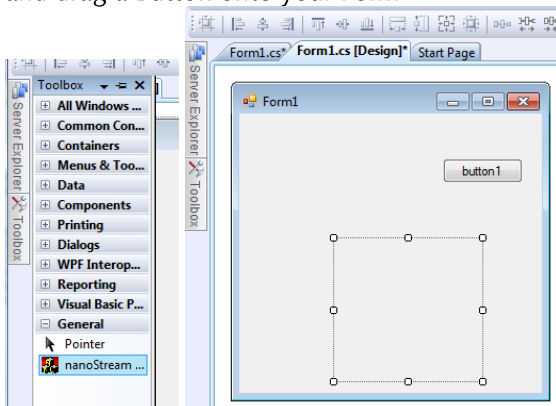 and drag a Button onto your Form
Form1.cs* Form1.cs [Design]* Start Page
Server Explorer
Toolbox
Toolbox
All Windows ...
Common Con...
Containers
Menus & Too...
Data
Components
Printing
Dialogs
WPF Interop...
Reporting
Visual Basic P...
General
Pointer
nanoStream ...
Server Explorer
Toolbox
Form1
button1